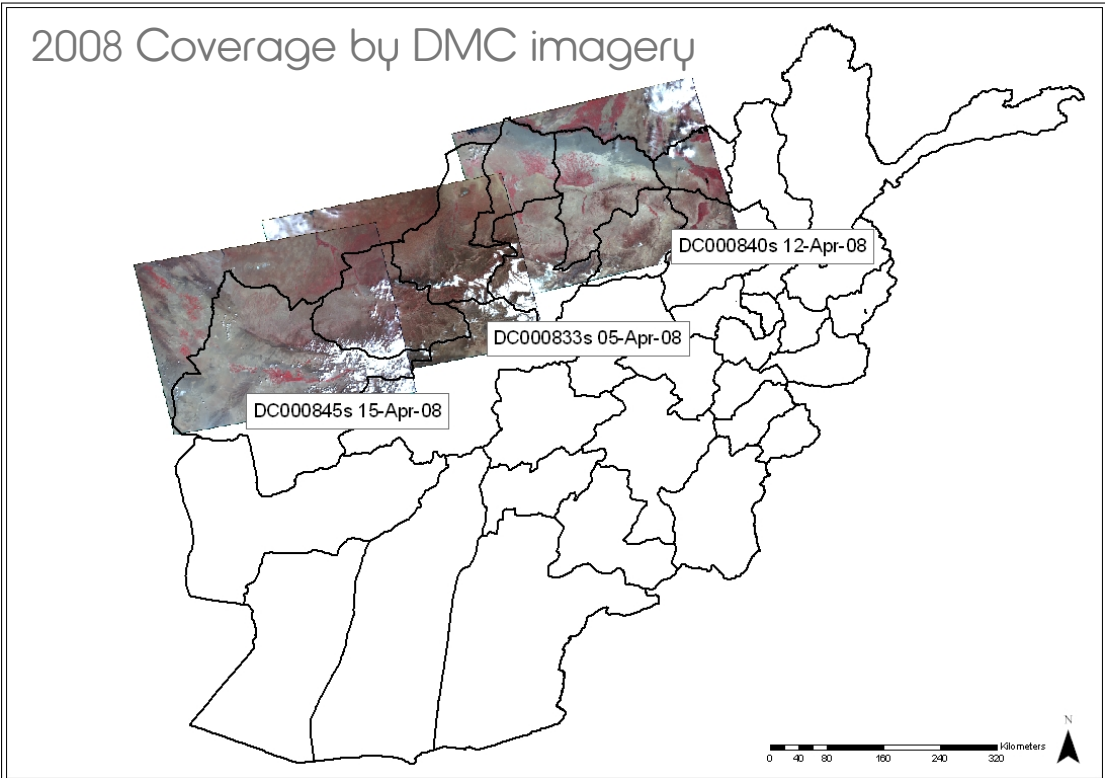 2008 Coverage by DMC imagery
DC000840s 12-Apr-08
DC000833s 05-Apr-08
DC000845s 15-Apr-08
N
Kilometers
0 40 80 160 240 320